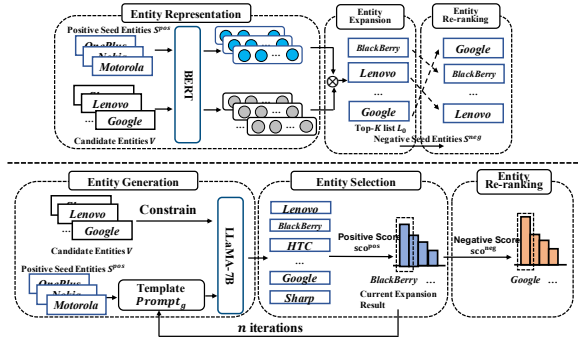 Entity Representation
Entity
Expansion
Entity
Re-ranking
Positive Seed Entities S^pos
OnePlus
Nokia
Motorola
BERT
Lenovo
...
Google
Candidate Entities V
BlackBerry
Lenovo
...
Google
Top-K list L0
Google
BlackBerry
...
Lenovo
Negative Seed Entities S^neg
Entity Generation
Entity Selection
Entity
Re-ranking
Lenovo
...
Google
Candidate Entities V
Constrain
Positive Seed Entities S^pos
OnePlus
Nokia
Motorola
Template
Prompt_g
LLaMA-7B
Lenovo
BlackBerry
HTC
...
Google
Sharp
Positive Score
sco^pos
BlackBerry ...
Current Expansion
Result
Negative Score
sco^neg
Google ...
n iterations